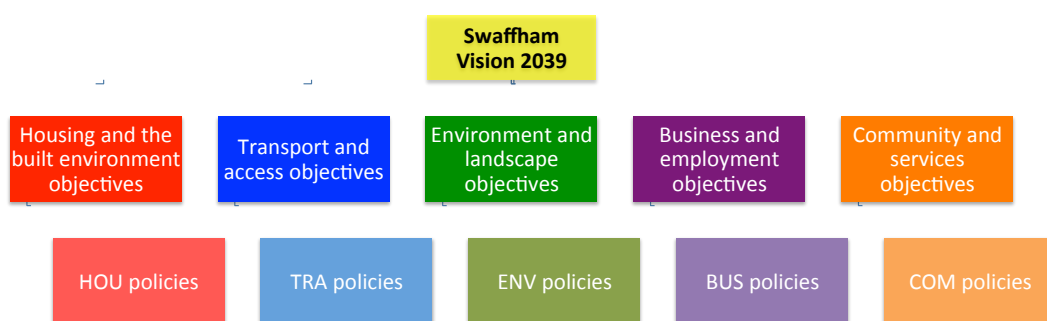 Swaffham
Vision 2039
Housing and the
built environment
objectives
Transport and
access objectives
Environment and
landscape
objectives
Business and
employment
objectives
Community and
services
objectives
HOU policies
TRA policies
ENV policies
BUS policies
COM policies